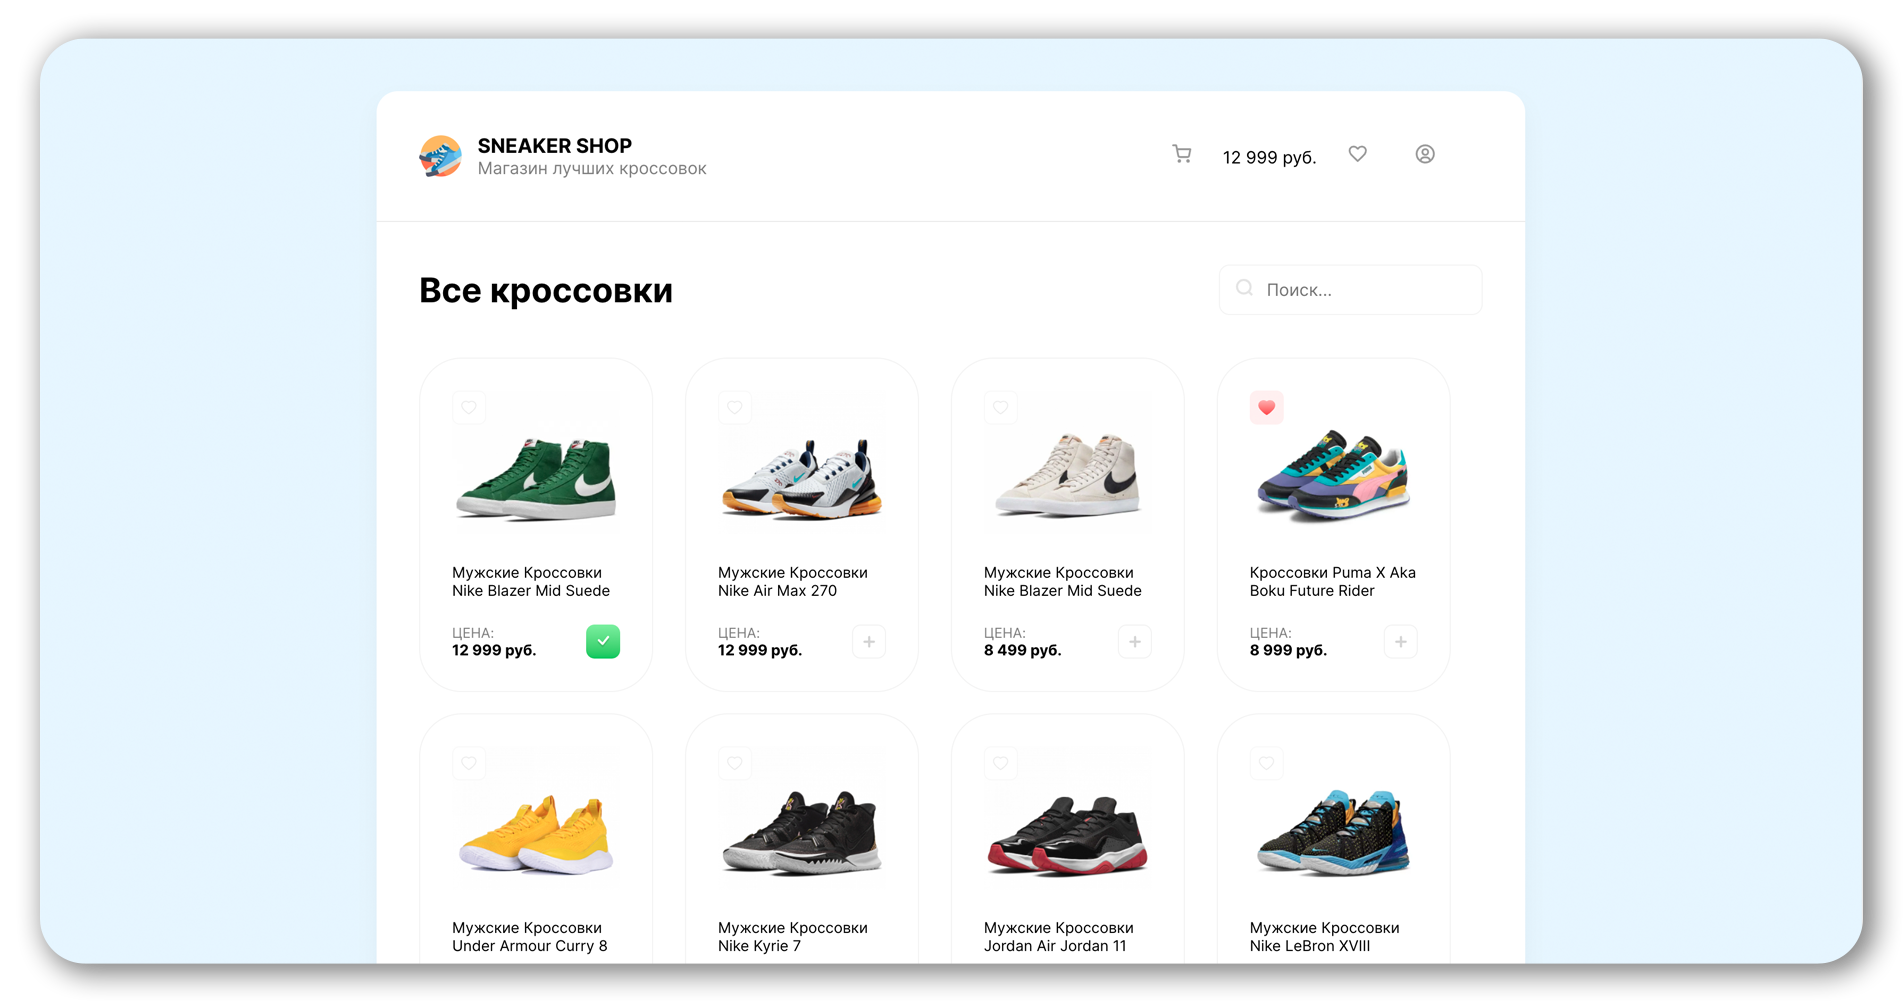 SNEAKER SHOP
Магазин лучших кроссовок
12 999 руб.
Все кроссовки
Поиск...
Мужские Кроссовки
Nike Blazer Mid Suede
ЦЕНА:
12 999 руб.
Мужские Кроссовки
Nike Air Max 270
ЦЕНА:
12 999 руб.
Мужские Кроссовки
Nike Blazer Mid Suede
ЦЕНА:
8 499 руб.
Кроссовки Puma X Aka
Boku Future Rider
ЦЕНА:
8 999 руб.
Мужские Кроссовки
Under Armour Curry 8
Мужские Кроссовки
Nike Kyrie 7
Мужские Кроссовки
Jordan Air Jordan 11
Мужские Кроссовки
Nike LeBron XVIII